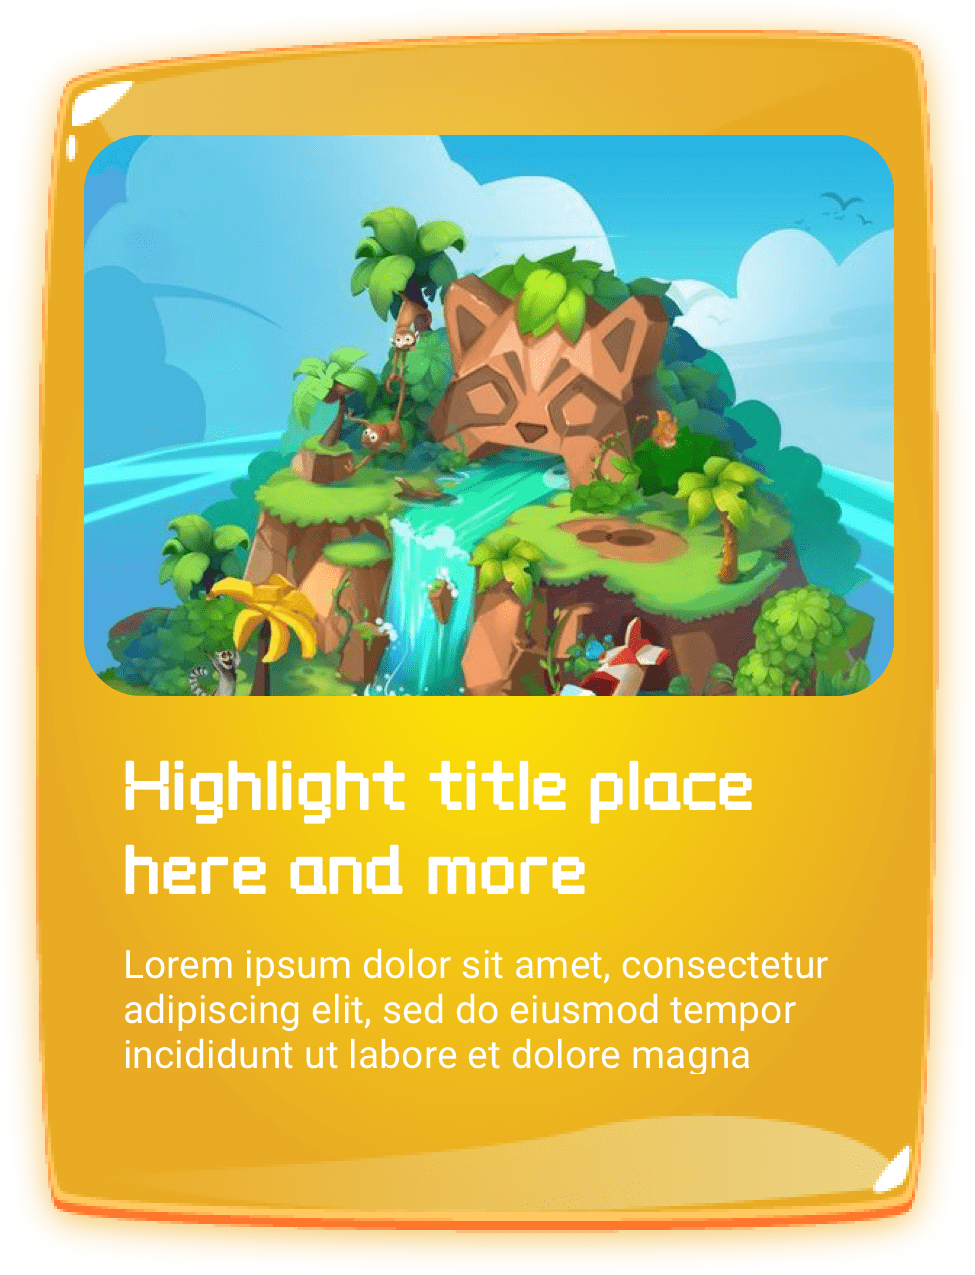 Highlight title place
here and more
Lorem ipsum dolor sit amet, consectetur
adipiscing elit, sed do eiusmod tempor
incididunt ut labore et dolore magna